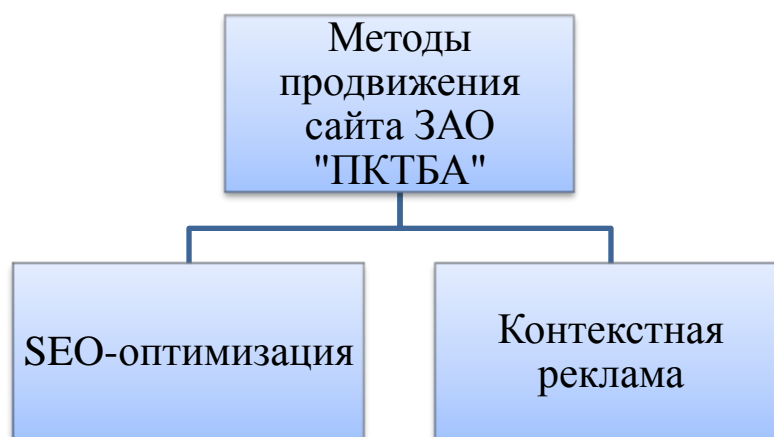 Методы
продвижения
сайта ЗАО
"ПКТБА"
SEO-оптимизация
Контекстная
реклама